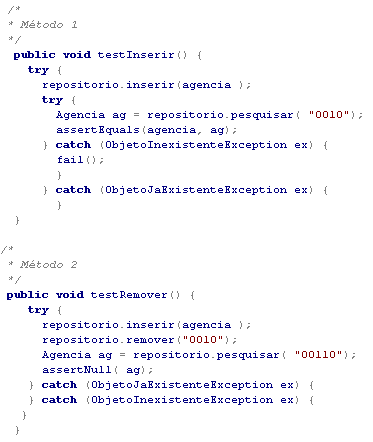 /*
* Método 1
*/
public void testInserir() {
try {
repositorio.inserir(agencia );
try {
Agencia ag = repositorio.pesquisar( "0010");
assertEquals(agencia, ag);
} catch (ObjetoInexistenteException ex) {
fail();
}
} catch (ObjetoJaExistenteException ex) {
}
}
/*
* Método 2
*/
public void testRemover() {
try {
repositorio.inserir(agencia );
repositorio.remover("0010");
Agencia ag = repositorio.pesquisar( "00110");
assertNull( ag);
} catch (ObjetoJaExistenteException ex) {
} catch (ObjetoInexistenteException ex) {
}
}